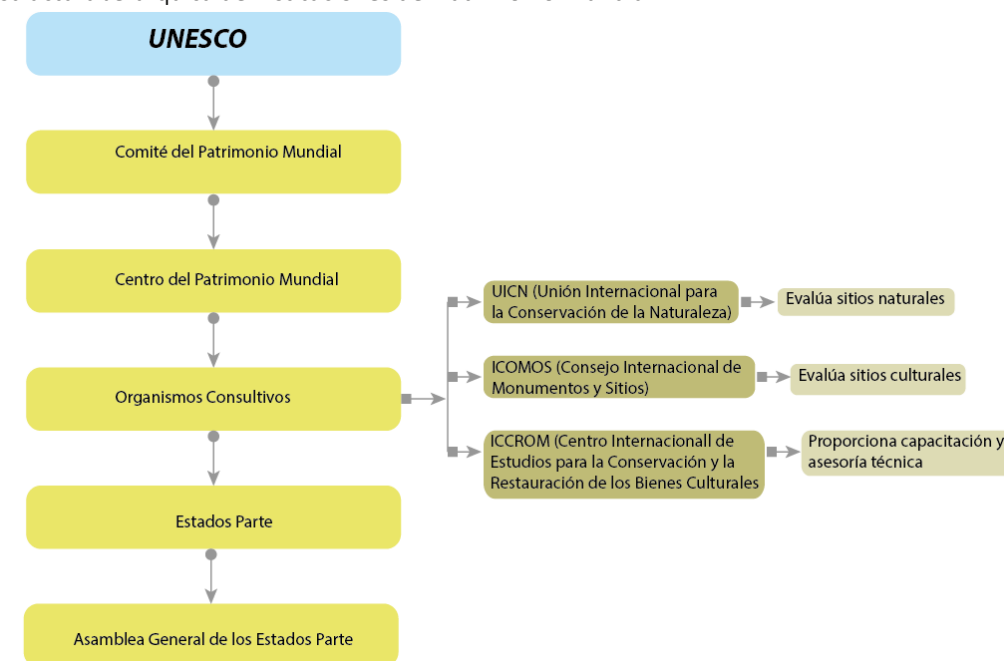 UNESCO
Comité del Patrimonio Mundial
Centro del Patrimonio Mundial
Organismos Consultivos
UICN (Unión Internacional para
la Conservación de la Naturaleza)
Evalúa sitios naturales
ICOMOS (Consejo Internacional de
Monumentos y Sitios)
Evalúa sitios culturales
ICCROM (Centro Internacionall de
Estudios para la Conservación y la
Restauración de los Bienes Culturales
Proporciona capacitación y
asesoría técnica
Estados Parte
Asamblea General de los Estados Parte